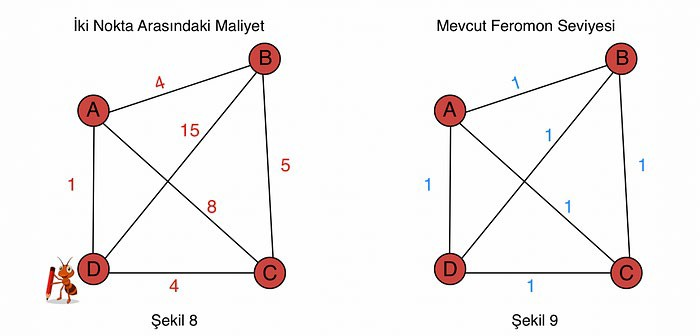 İki Nokta Arasındaki Maliyet
B
4
A
15
5
1
8
D
C
4
Şekil 8
Mevcut Feromon Seviyesi
B
1
A
1
1
1
1
D
C
1
Şekil 9